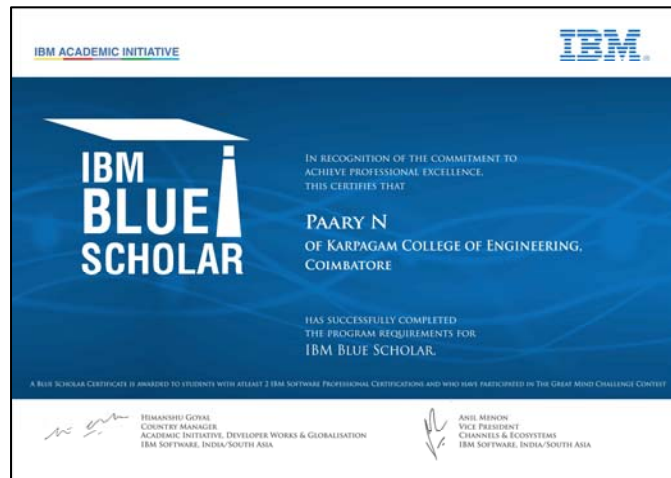 IBM ACADEMIC INITIATIVE
IBM®
IBM
BLUE
SCHOLAR
IN RECOGNITION OF THE COMMITMENT TO
ACHIEVE PROFESSIONAL EXCELLENCE,
THIS CERTIFIES THAT
PAARY N
OF KARPAGAM COLLEGE OF ENGINEERING,
COIMBATORE
HAS SUCCESSFULLY COMPLETED
THE PROGRAM REQUIREMENTS FOR
IBM BLUE SCHOLAR.
A BLUE SCHOLAR CERTIFICATE IS AWARDED TO STUDENTS WITH ATLEAST 2 IBM SOFTWARE PROFESSIONAL CERTIFICATIONS AND WHO HAVE PARTICIPATED IN THE GREAT MIND CHALLENGE CONTEST
HIMANSHU GOYAL
COUNTRY MANAGER
ACADEMIC INITIATIVE, DEVELOPER WORKS & GLOBALISATION
IBM SOFTWARE, INDIA/SOUTH ASIA
ANIL MENON
VICE PRESIDENT
CHANNELS & ECOSYSTEMS
IBM SOFTWARE, INDIA/SOUTH ASIA